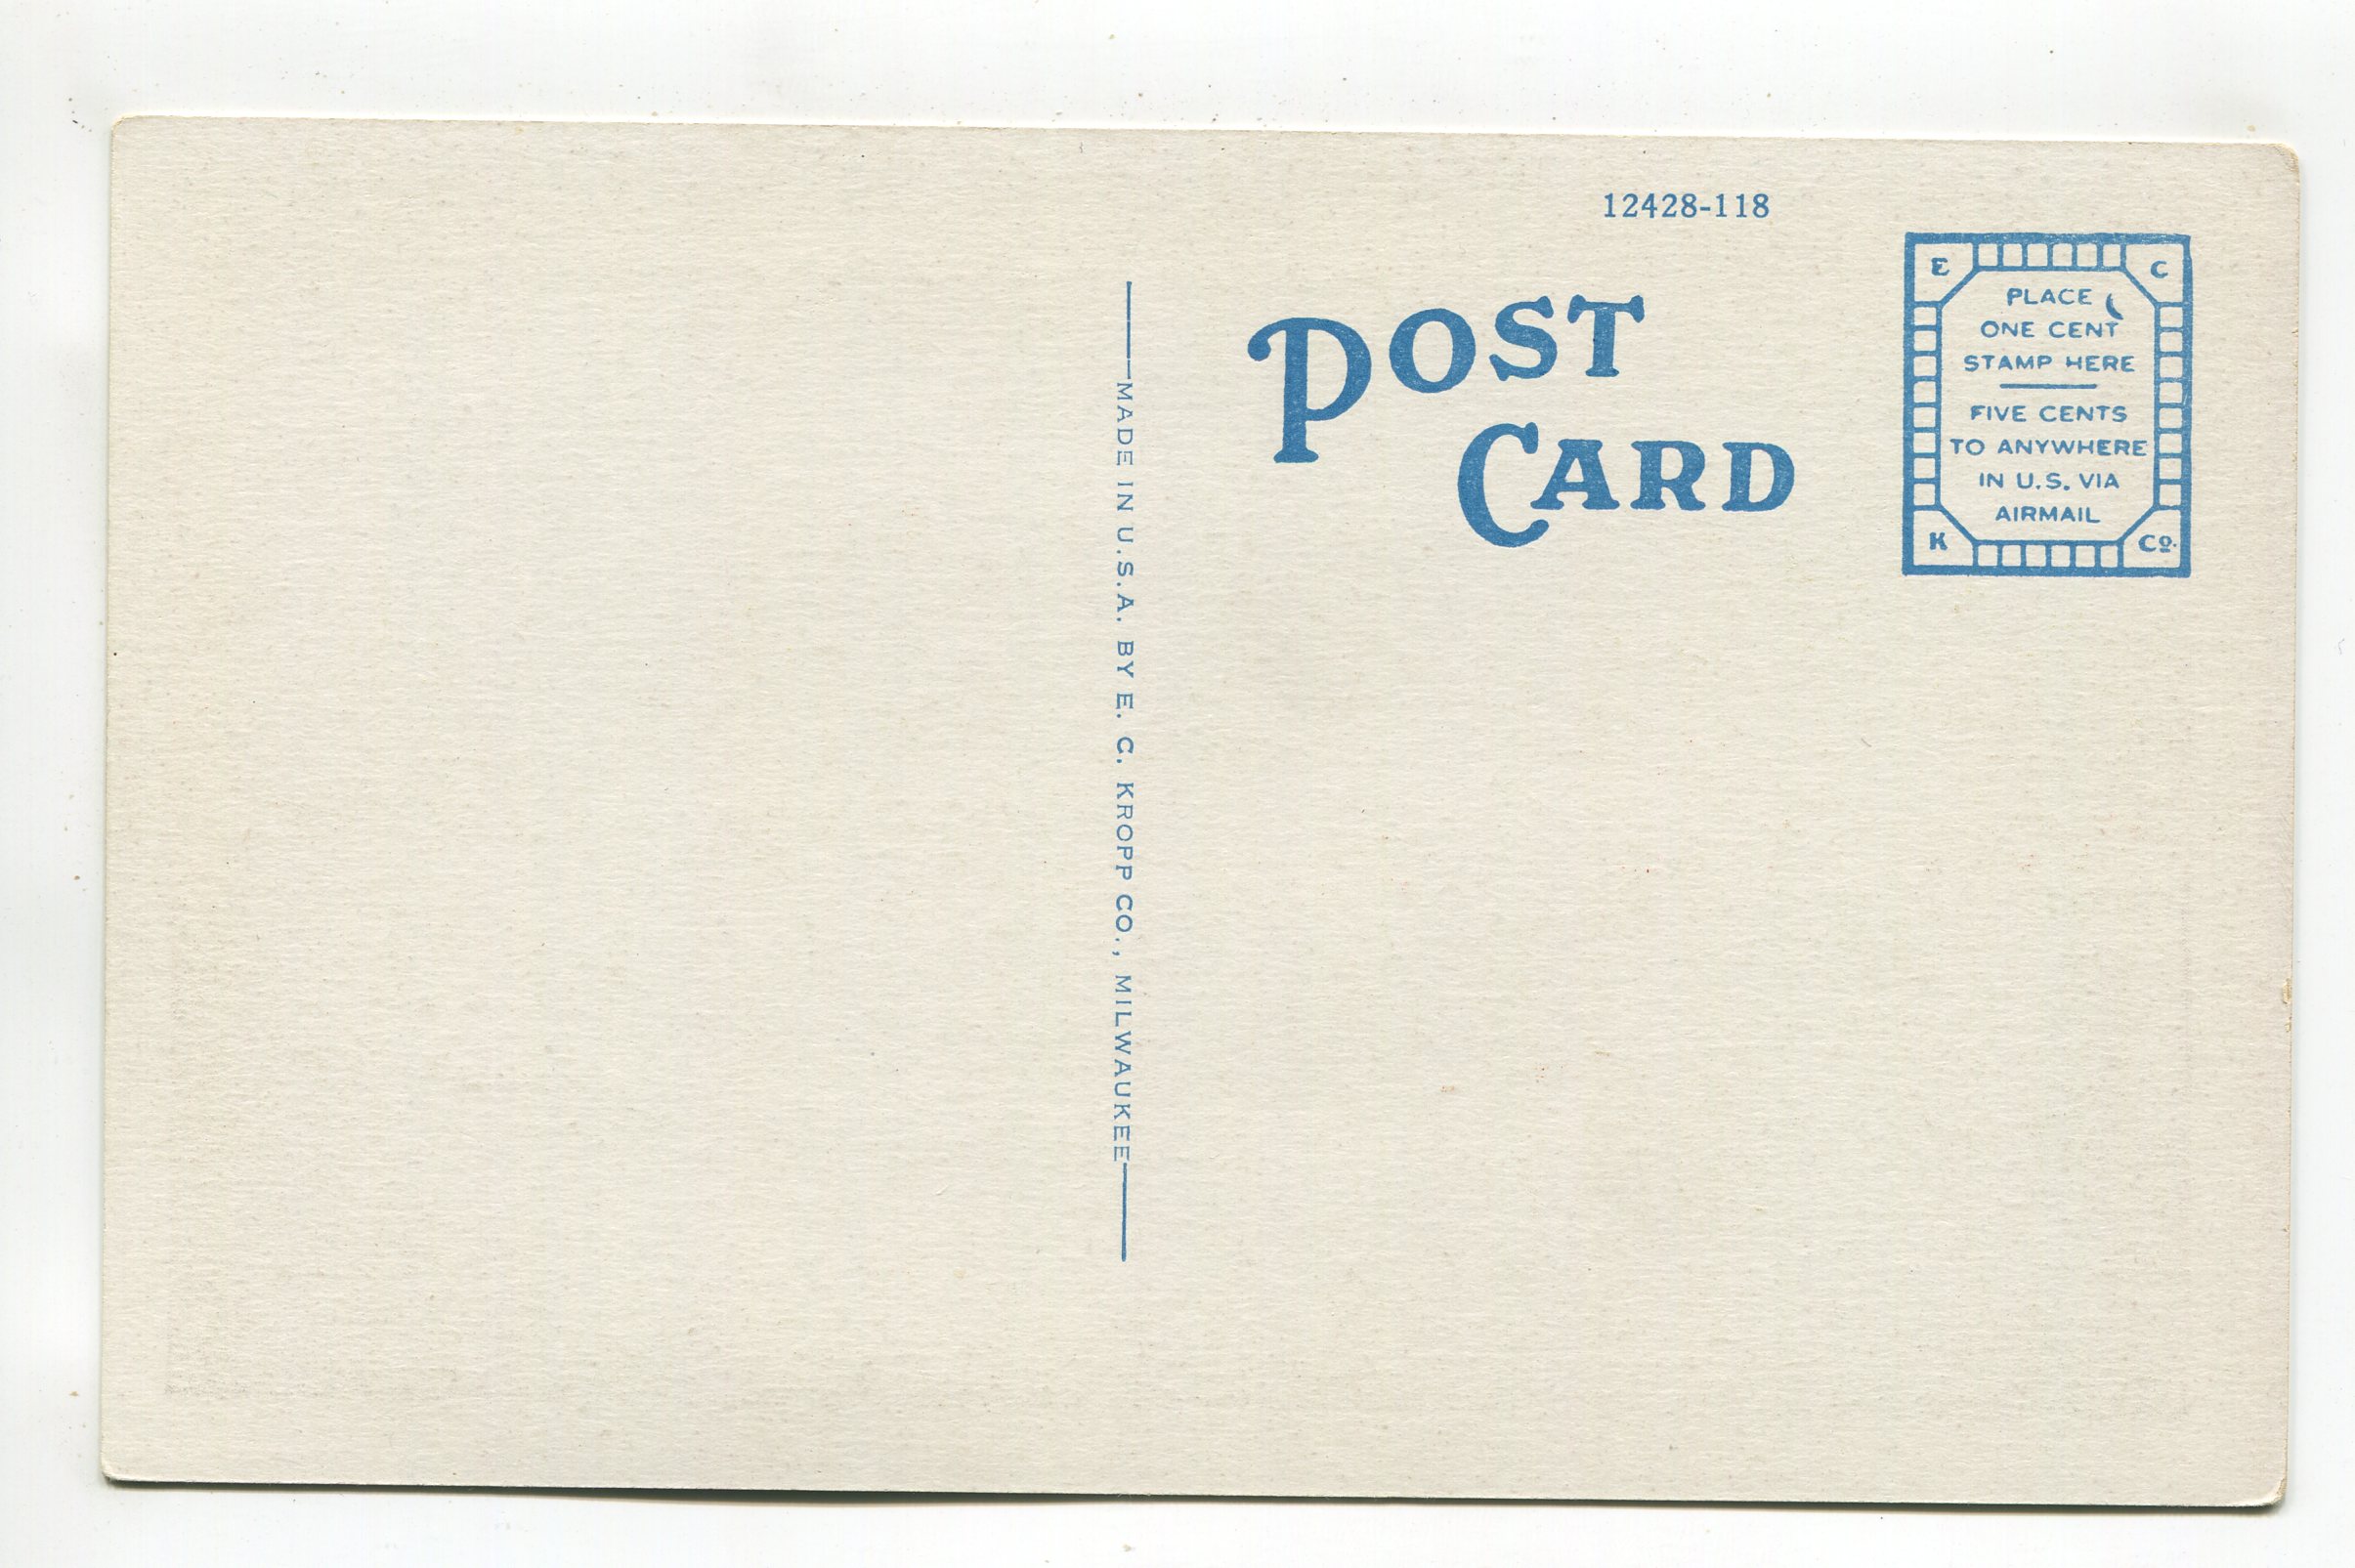 12428-118
POST
CARD
E C
PLACE
ONE CENT
STAMP HERE
FIVE CENTS
TO ANYWHERE
IN U.S. VIA
AIRMAIL
K Co.
MADE IN U.S.A. BY E. C. KROPP CO., MILWAUKEE